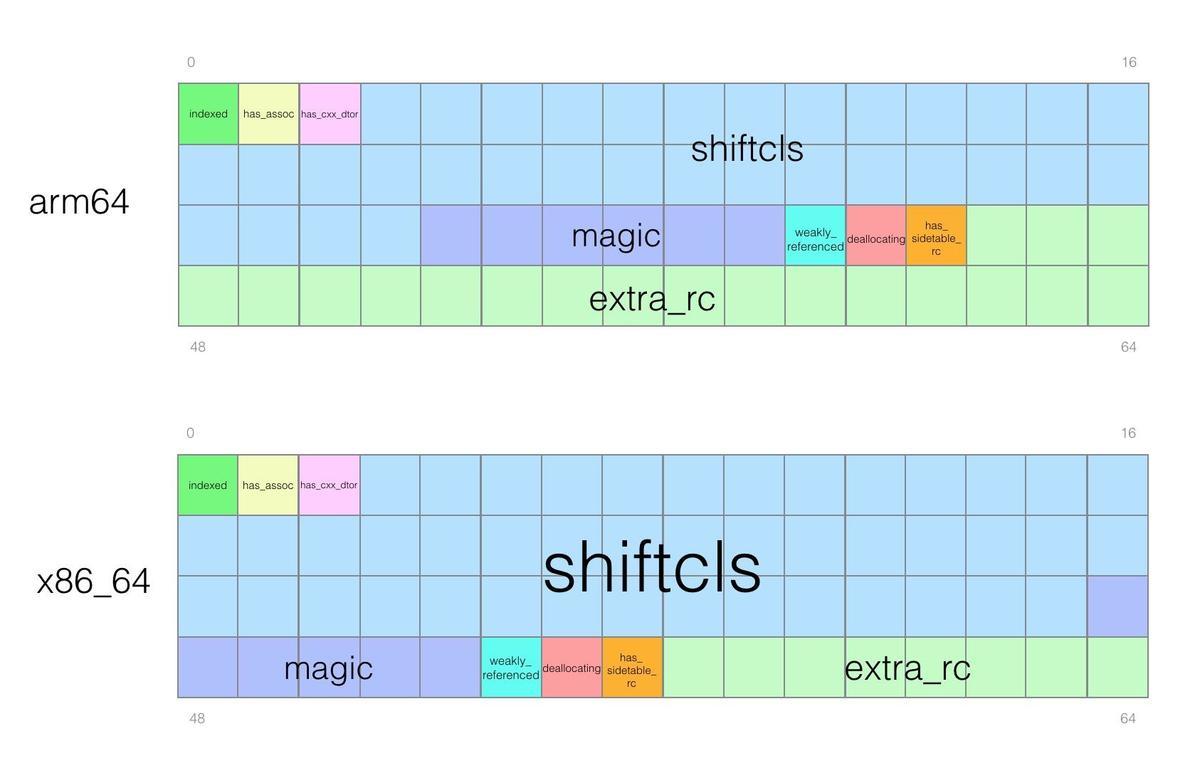 0
16
indexed
has_assoc
has_cxx_dtor
shiftcls
arm64
magic
weakly_
referenced
deallocating
has_
sidetable_
rc
extra_rc
48
64
0
16
indexed
has_assoc
has_cxx_dtor
shiftcls
x86_64
magic
weakly_
referenced
deallocating
has_
sidetable_
rc
extra_rc
48
64